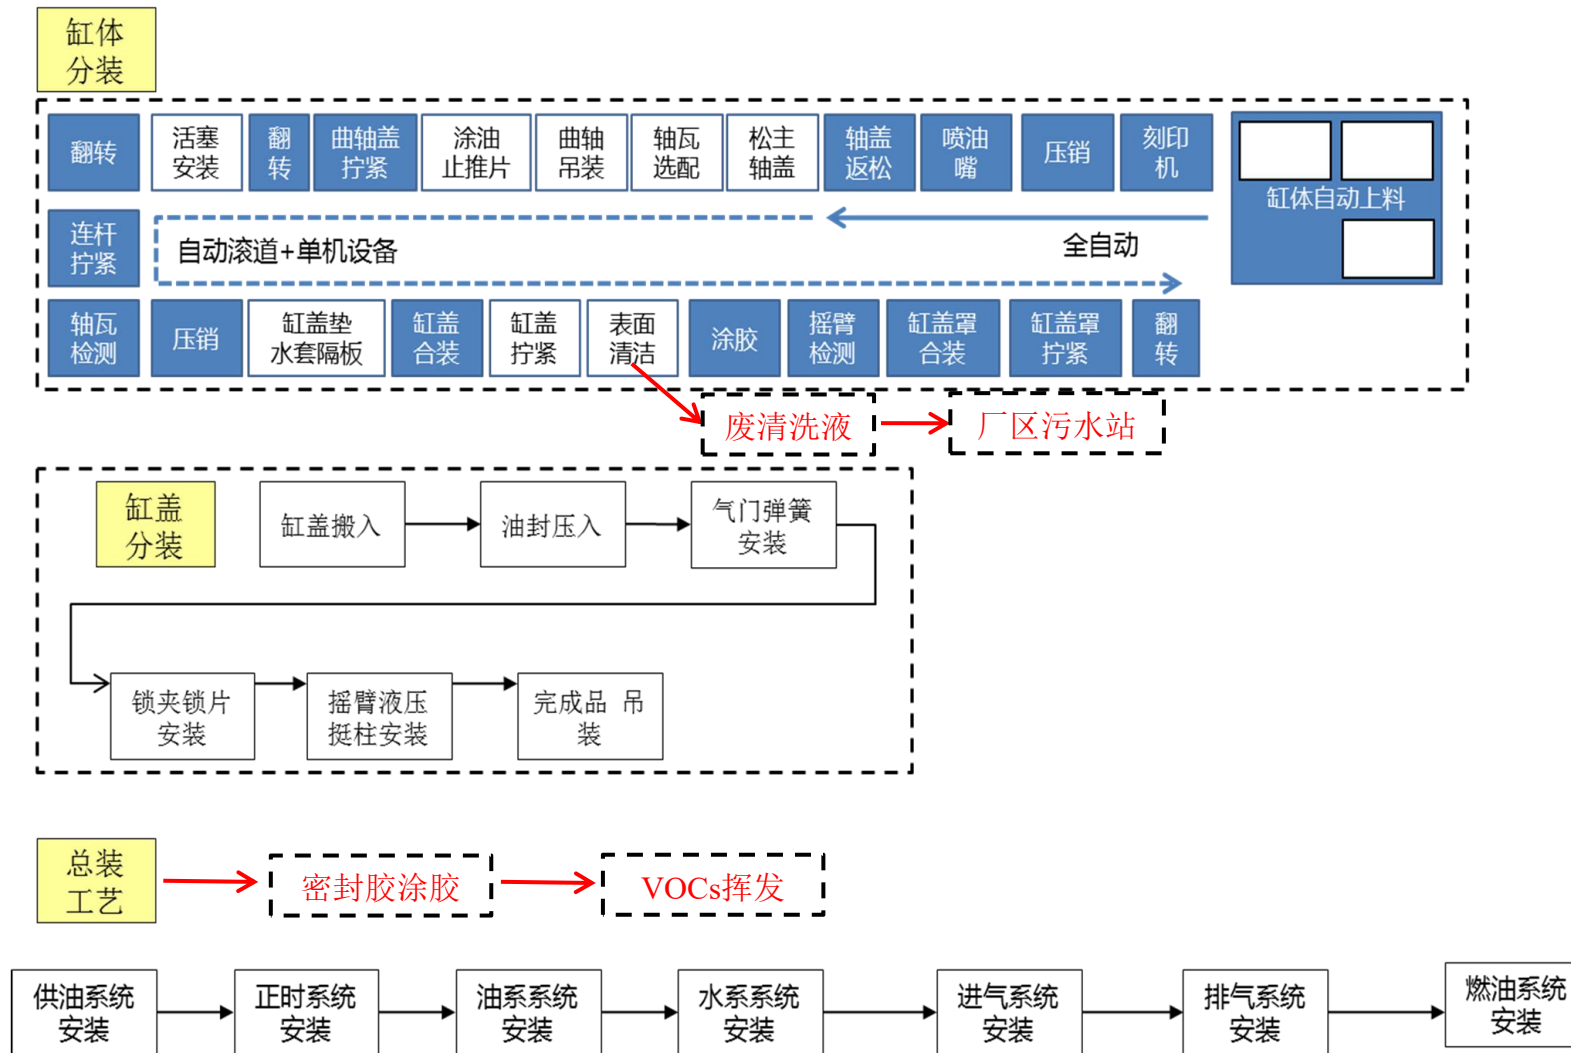 缸体
分装
翻转
活塞
安装
翻
转
曲轴盖
拧紧
涂油
止推片
曲轴
吊装
轴瓦
选配
松主
轴盖
轴盖
返松
喷油
嘴
压销
刻印
机
缸体自动上料
连杆
拧紧
自动滚道+单机设备
全自动
轴瓦
检测
压销
缸盖垫
水套隔板
缸盖
合装
缸盖
拧紧
表面
清洁
涂胶
摇臂
检测
缸盖罩
合装
缸盖罩
拧紧
翻
转
废清洗液
厂区污水站
缸盖
分装
缸盖搬入
油封压入
气门弹簧
安装
锁夹锁片
安装
摇臂液压
挺柱安装
完成品 吊
装
总装
工艺
密封胶涂胶
VOCs挥发
供油系统
安装
正时系统
安装
油系系统
安装
水系系统
安装
进气系统
安装
排气系统
安装
燃油系统
安装